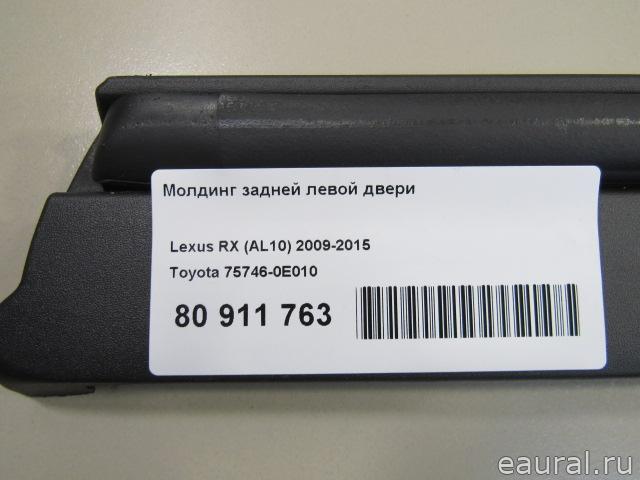 Молдинг задней левой двери
Lexus RX (AL10) 2009-2015
Toyota 75746-0E010
80 911 763
eaural.ru